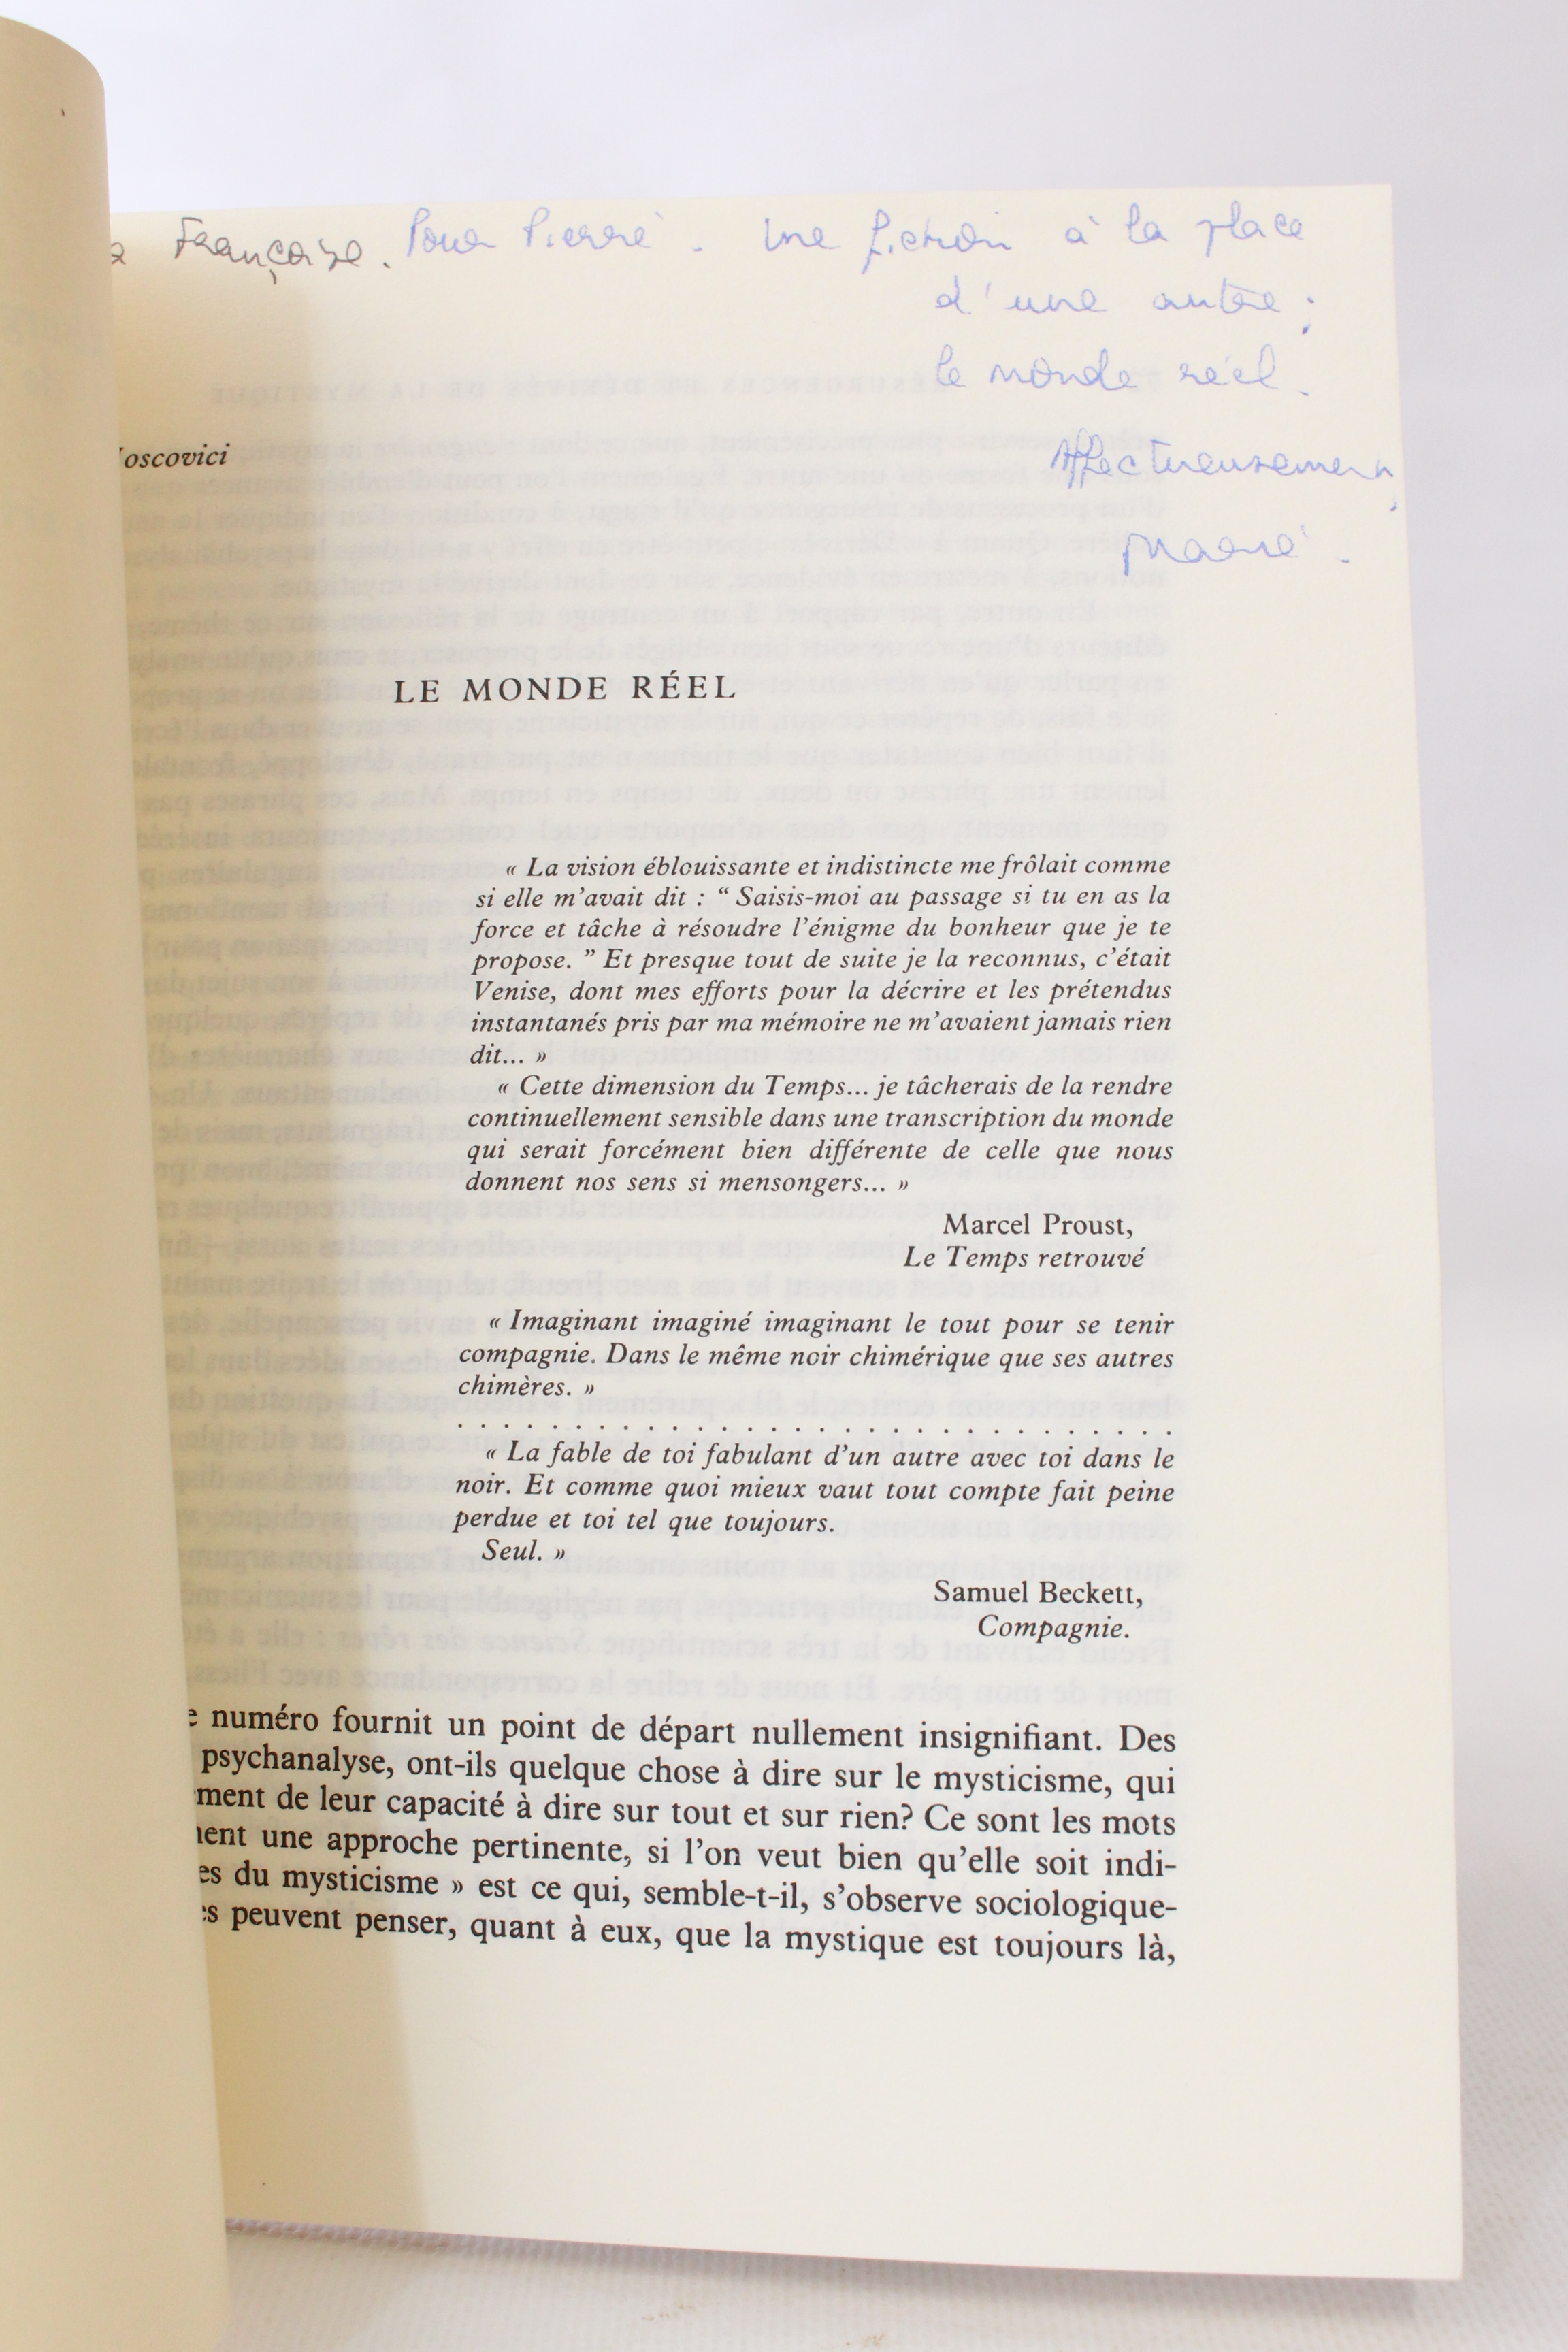 Françoise. Pour Pierre. Une fiction à la place
d'une autre ;
le monde réel.
Affectueusement,
Marie.
oscovici
LE MONDE RÉEL
« La vision éblouissante et indistincte me frôlait comme
si elle m'avait dit : “ Saisis-moi au passage si tu en as la
force et tâche à résoudre l'énigme du bonheur que je te
propose. ” Et presque tout de suite je la reconnus, c'était
Venise, dont mes efforts pour la décrire et les prétendus
instantanés pris par ma mémoire ne m'avaient jamais rien
dit... »
« Cette dimension du Temps... je tâcherais de la rendre
continuellement sensible dans une transcription du monde
qui serait forcément bien différente de celle que nous
donnent nos sens si mensongers... »
Marcel Proust,
Le Temps retrouvé
« Imaginant imaginé imaginant le tout pour se tenir
compagnie. Dans le même noir chimérique que ses autres
chimères. »
. . . . . . . . . . . . . . . . . . . . . . . . . . .
« La fable de toi fabulant d'un autre avec toi dans le
noir. Et comme quoi mieux vaut tout compte fait peine
perdue et toi tel que toujours.
Seul. »
Samuel Beckett,
Compagnie.
e numéro fournit un point de départ nullement insignifiant. Des
psychanalyse, ont-ils quelque chose à dire sur le mysticisme, qui
ment de leur capacité à dire sur tout et sur rien? Ce sont les mots
nent une approche pertinente, si l'on veut bien qu'elle soit indi-
es du mysticisme » est ce qui, semble-t-il, s'observe sociologique-
es peuvent penser, quant à eux, que la mystique est toujours là,